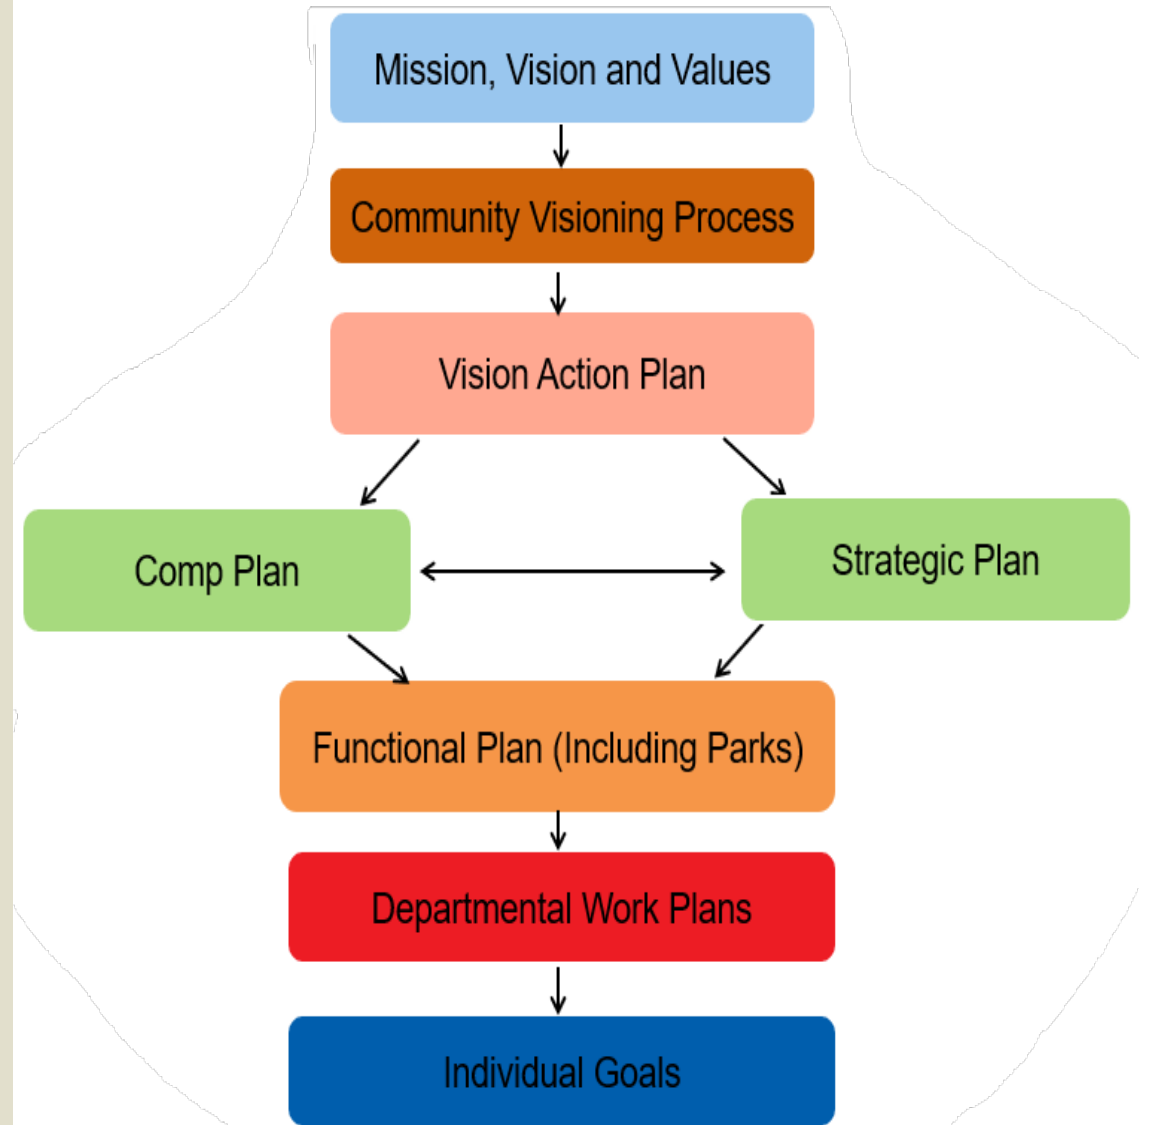 Mission, Vision and Values
Community Visioning Process
Vision Action Plan
Comp Plan
Strategic Plan
Functional Plan (Including Parks)
Departmental Work Plans
Individual Goals